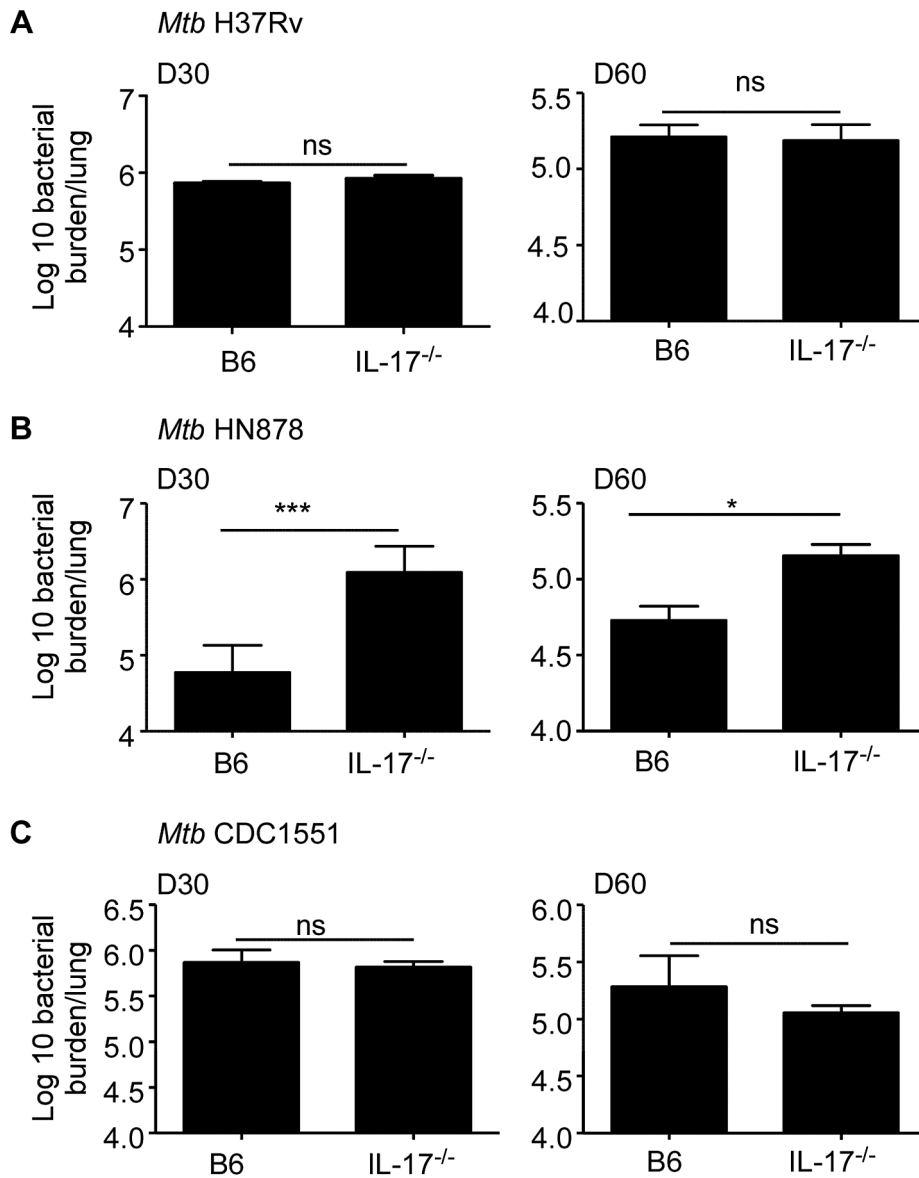 A Mtb H37Rv
D30
Log 10 bacterial
burden/lung
7
6
5
4
ns
B6 IL-17-/-
D60
5.5
5.0
4.5
4.0
ns
B6 IL-17-/-
B Mtb HN878
D30
Log 10 bacterial
burden/lung
7
6
5
4
***
B6 IL-17-/-
D60
5.5
5.0
4.5
4.0
*
B6 IL-17-/-
C Mtb CDC1551
D30
Log 10 bacterial
burden/lung
6.5
6.0
5.5
5.0
4.5
4.0
ns
B6 IL-17-/-
D60
6.0
5.5
5.0
4.5
4.0
ns
B6 IL-17-/-